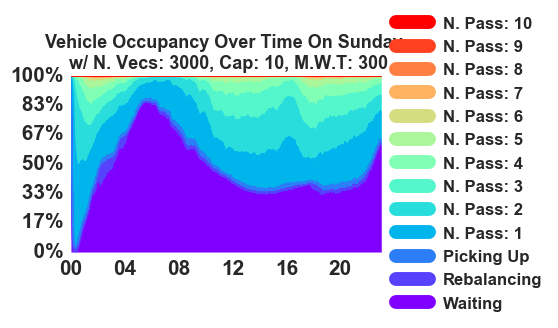 Vehicle Occupancy Over Time On Sunday
w/ N. Vecs: 3000, Cap: 10, M.W.T: 300
100%
83%
67%
50%
33%
17%
0%
00 04 08 12 16 20
N. Pass: 10
N. Pass: 9
N. Pass: 8
N. Pass: 7
N. Pass: 6
N. Pass: 5
N. Pass: 4
N. Pass: 3
N. Pass: 2
N. Pass: 1
Picking Up
Rebalancing
Waiting